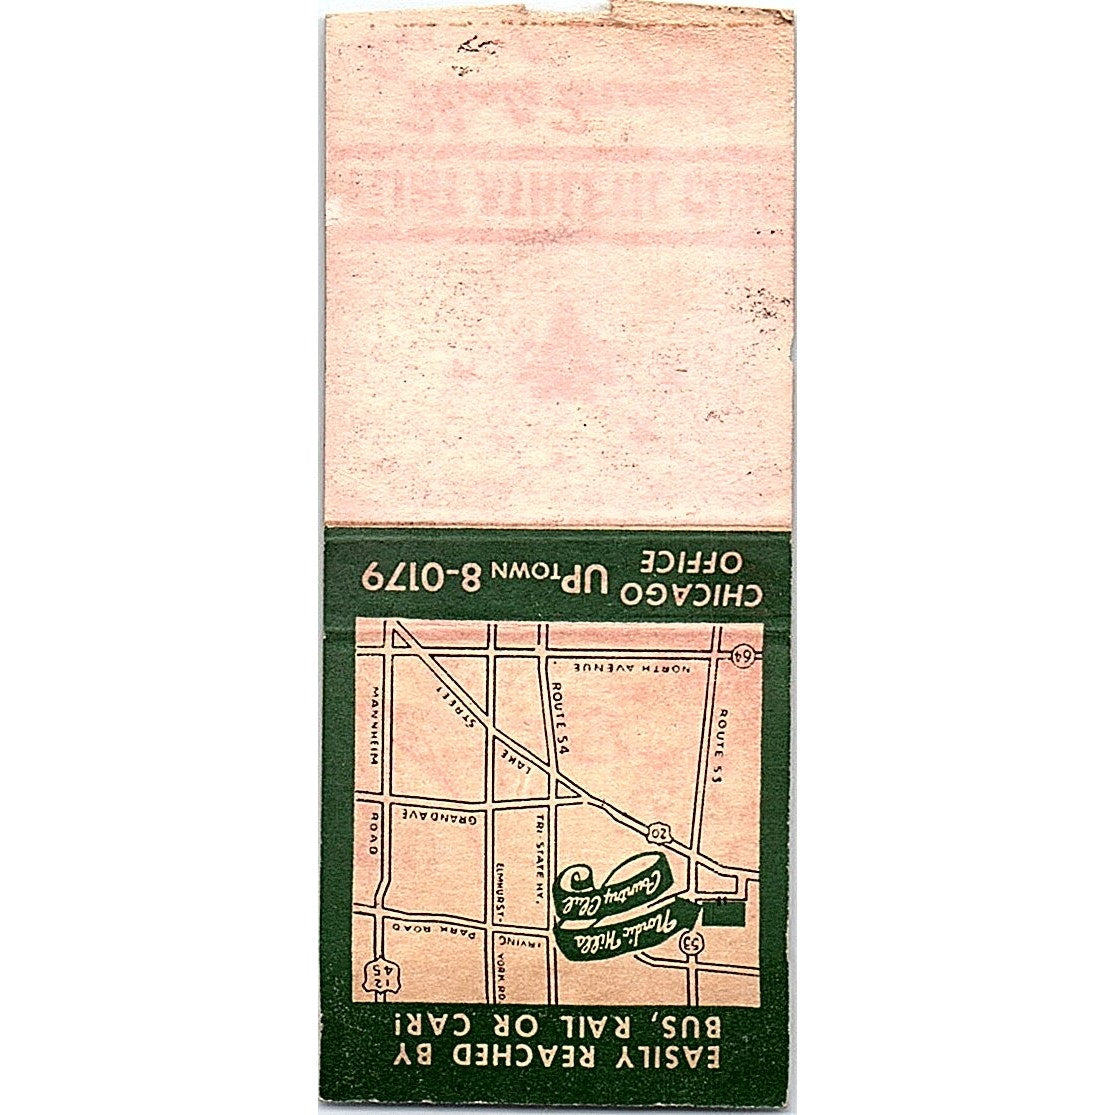 EASILY REACHED BY
BUS, RAIL OR CAR!
53
Nordic Hills
Country Club
20
12
45
IRVING PARK ROAD
ELMHURST-YORK RD
TRI-STATE HY.
GRAND AVE
MANNHEIM ROAD
LAKE STREET
ROUTE 53
ROUTE 54
NORTH AVENUE
64
CHICAGO
OFFICE
UPTOWN 8-0179